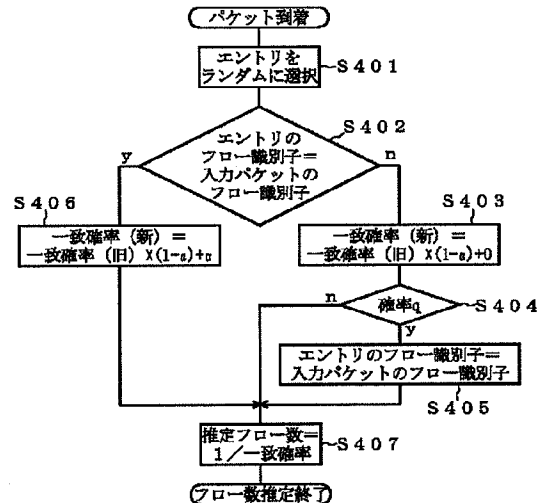 パケット到着
エントリを
ランダムに選択
S401
エントリの
フロー識別子=
入力パケットの
フロー識別子
S402
y
n
S406
一致確率(新)=
一致確率(旧)×(1-α)+α
S403
一致確率(新)=
一致確率(旧)×(1-α)+0
n
確率q
S404
y
エントリのフロー識別子=
入力パケットのフロー識別子
S405
推定フロー数=
1/一致確率
S407
フロー数推定終了